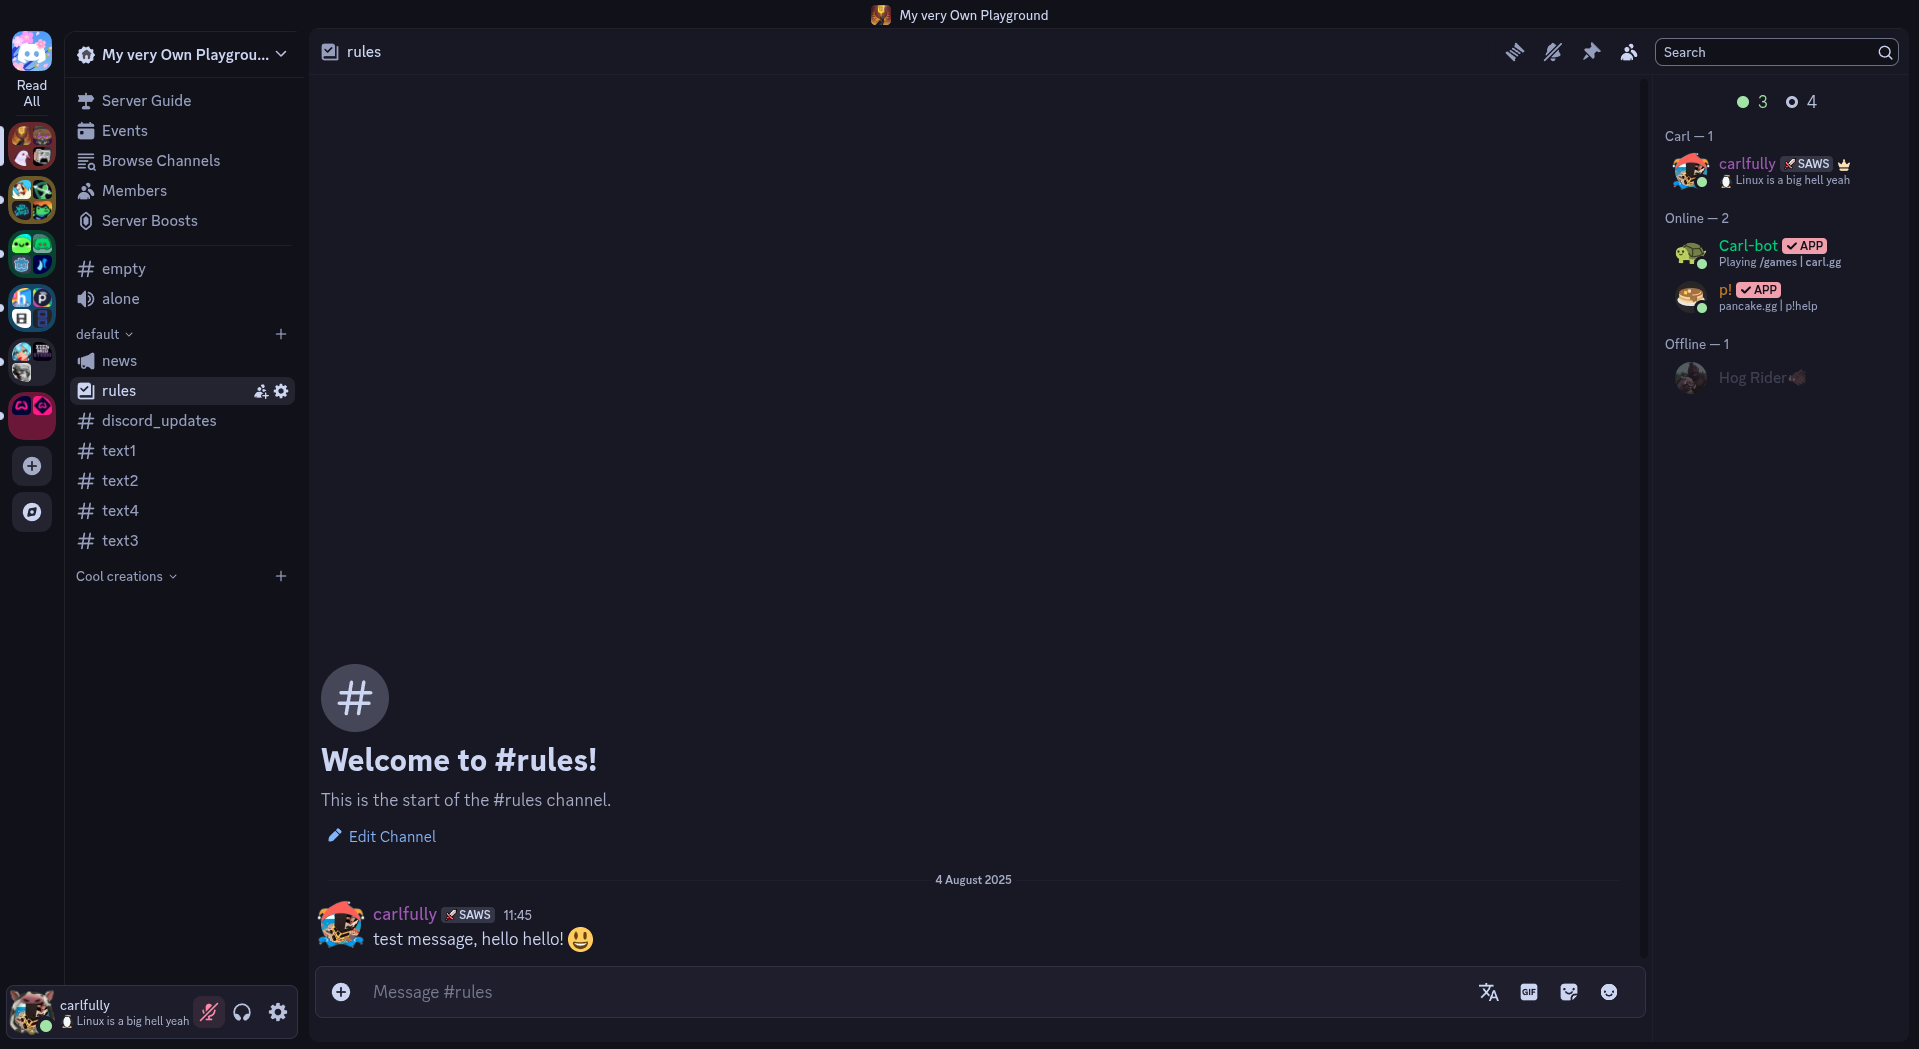 My very Own Playground
Read
All
My very Own Playgrou...
Server Guide
Events
Browse Channels
Members
Server Boosts
empty
alone
default
news
rules
discord_updates
text1
text2
text4
text3
Cool creations
carlfully
Linux is a big hell yeah
rules
Search
Welcome to #rules!
This is the start of the #rules channel.
Edit Channel
4 August 2025
carlfully SAWS 11:45
test message, hello hello! 😃
Message #rules
GIF
3 4
Carl — 1
carlfully SAWS
Linux is a big hell yeah
Online — 2
Carl-bot APP
Playing /games | carl.gg
p! APP
pancake.gg | p!help
Offline — 1
Hog Rider